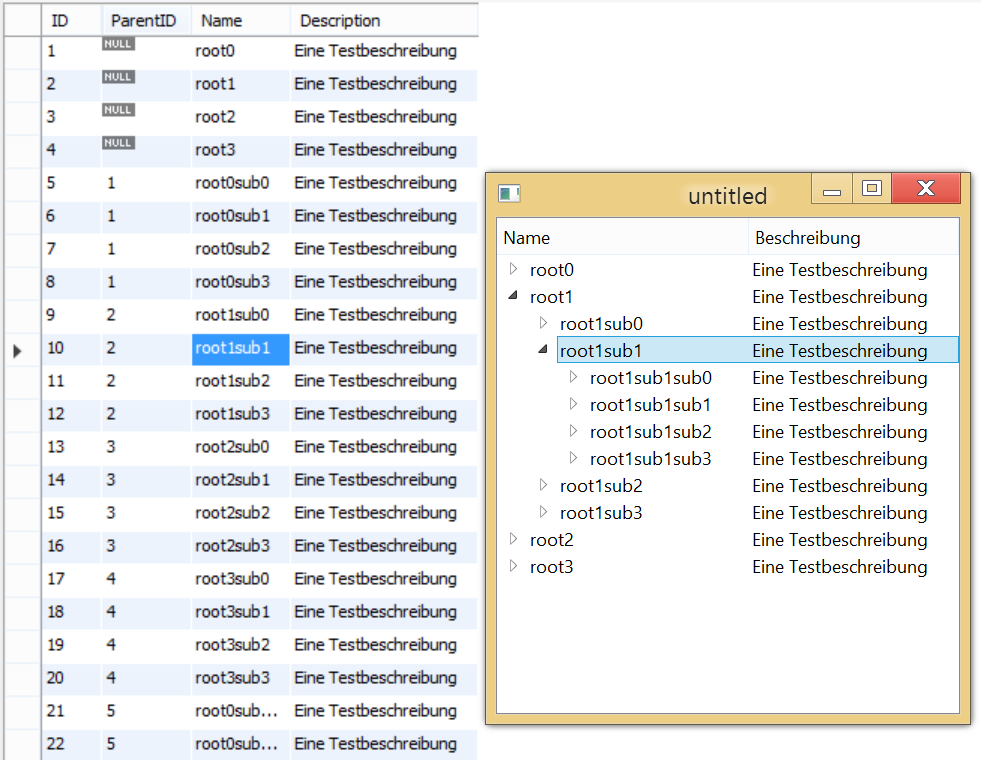 ID ParentID Name Description
1 NULL root0 Eine Testbeschreibung
2 NULL root1 Eine Testbeschreibung
3 NULL root2 Eine Testbeschreibung
4 NULL root3 Eine Testbeschreibung
5 1 root0sub0 Eine Testbeschreibung
6 1 root0sub1 Eine Testbeschreibung
7 1 root0sub2 Eine Testbeschreibung
8 1 root0sub3 Eine Testbeschreibung
9 2 root1sub0 Eine Testbeschreibung
10 2 root1sub1 Eine Testbeschreibung
11 2 root1sub2 Eine Testbeschreibung
12 2 root1sub3 Eine Testbeschreibung
13 3 root2sub0 Eine Testbeschreibung
14 3 root2sub1 Eine Testbeschreibung
15 3 root2sub2 Eine Testbeschreibung
16 3 root2sub3 Eine Testbeschreibung
17 4 root3sub0 Eine Testbeschreibung
18 4 root3sub1 Eine Testbeschreibung
19 4 root3sub2 Eine Testbeschreibung
20 4 root3sub3 Eine Testbeschreibung
21 5 root0sub... Eine Testbeschreibung
22 5 root0sub... Eine Testbeschreibung
untitled
Name Beschreibung
root0 Eine Testbeschreibung
root1 Eine Testbeschreibung
root1sub0 Eine Testbeschreibung
root1sub1 Eine Testbeschreibung
root1sub1sub0 Eine Testbeschreibung
root1sub1sub1 Eine Testbeschreibung
root1sub1sub2 Eine Testbeschreibung
root1sub1sub3 Eine Testbeschreibung
root1sub2 Eine Testbeschreibung
root1sub3 Eine Testbeschreibung
root2 Eine Testbeschreibung
root3 Eine Testbeschreibung